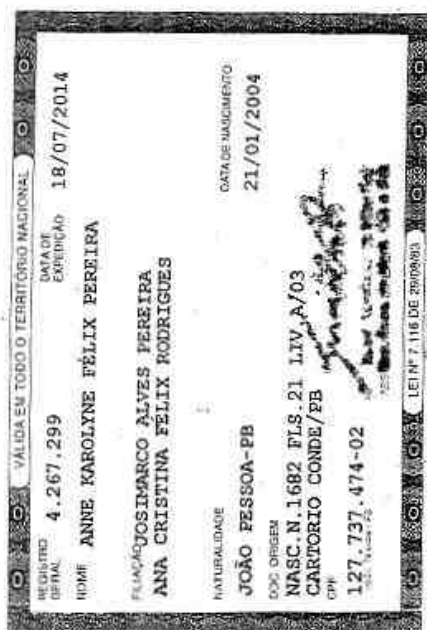 VÁLIDA EM TODO O TERRITÓRIO NACIONAL
REGISTRO GERAL 4.267.299 DATA DE EXPEDIÇÃO 18/07/2014
NOME ANNE KAROLYNE FÉLIX PEREIRA
FILIAÇÃO JOSIMARCO ALVES PEREIRA
ANA CRISTINA FÉLIX RODRIGUES
NATURALIDADE DATA DE NASCIMENTO
JOÃO PESSOA-PB 21/01/2004
DOC ORIGEM
NASC.N.1682 FLS.21 LIV A/03
CARTORIO CONDE/PB
CPF
127.737.474-02
LEI Nº 7.116 DE 29/08/83